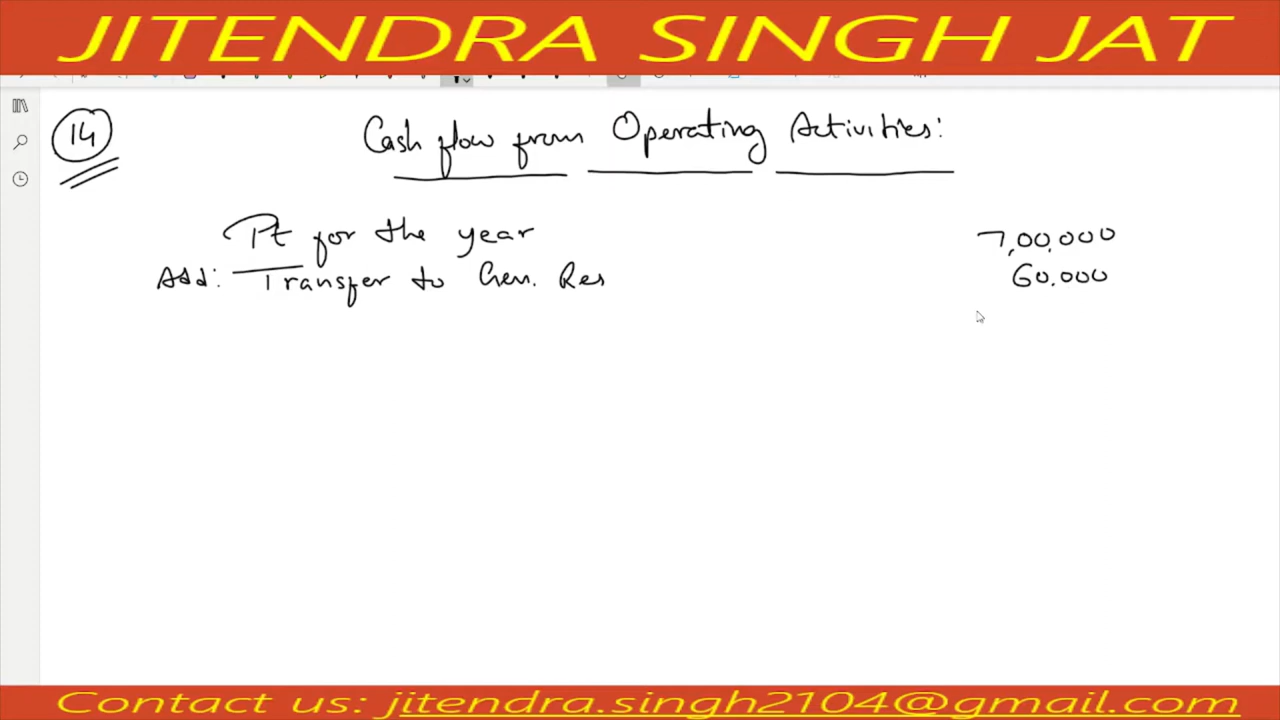 JITENDRA SINGH JAT
14
Cash flow from Operating Activities:
Pt for the year 7,00,000
Add: Transfer to Gen. Res 60,000
Contact us: jitendra.singh2104@gmail.com